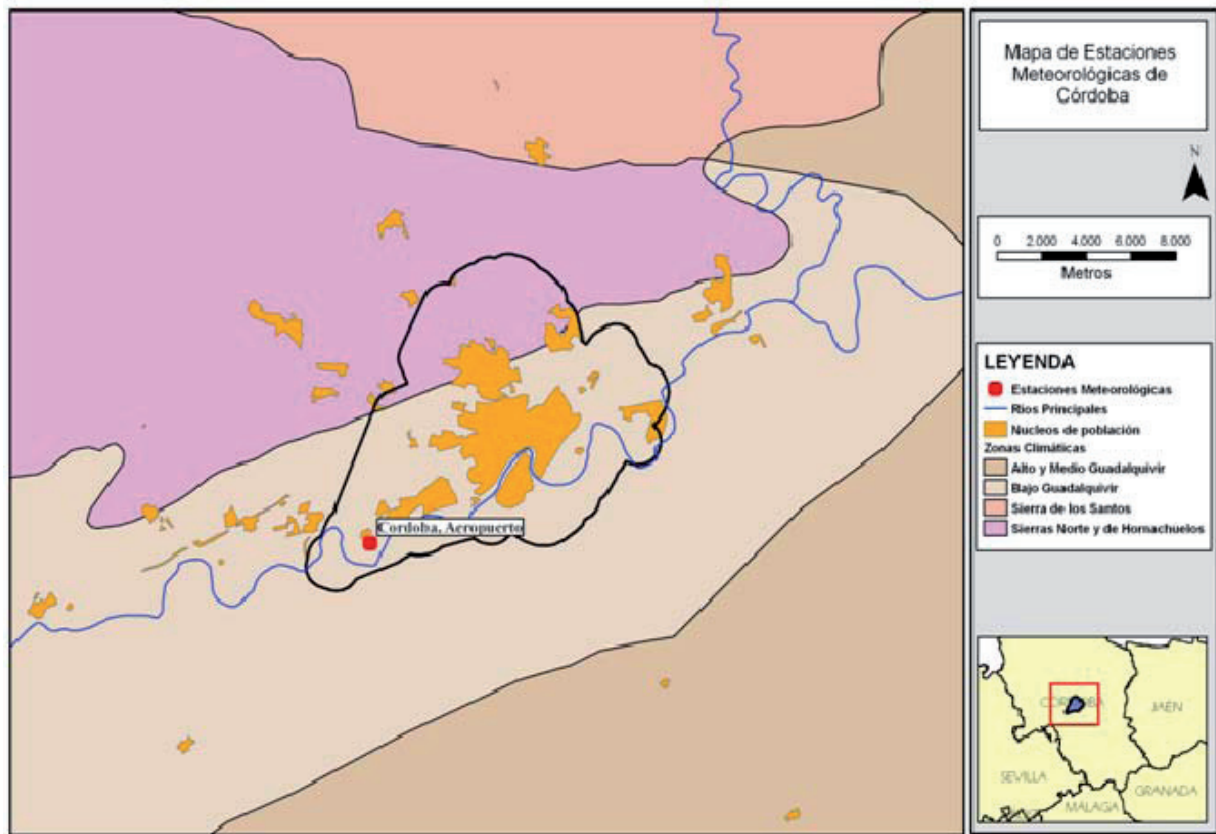 Mapa de Estaciones
Meteorológicas de
Córdoba
N
0 2.000 4.000 6.000 8.000
Metros
LEYENDA
Estaciones Meteorológicas
Ríos Principales
Nucleos de población
Zonas Climáticas
Alto y Medio Guadalquivir
Bajo Guadalquivir
Sierra de los Santos
Sierras Norte y de Hornachuelos
Cordoba, Aeropuerto
CÓRDOBA
JAÉN
SEVILLA
GRANADA
MÁLAGA